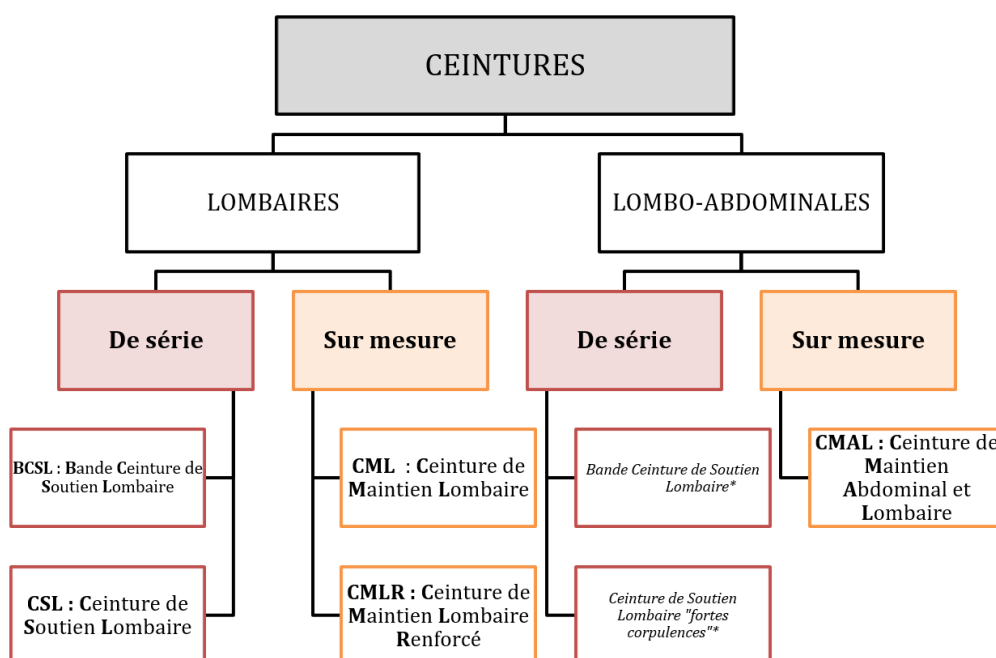 CEINTURES
LOMBAIRES
LOMBO-ABDOMINALES
De série
Sur mesure
De série
Sur mesure
BCSL : Bande Ceinture de
Soutien Lombaire
CML : Ceinture de
Maintien Lombaire
Bande Ceinture de Soutien
Lombaire*
CMAL : Ceinture de
Maintien
Abdominal et
Lombaire
CSL : Ceinture de
Soutien Lombaire
CMLR : Ceinture de
Maintien Lombaire
Renforcé
Ceinture de Soutien
Lombaire "fortes
corpulences"*